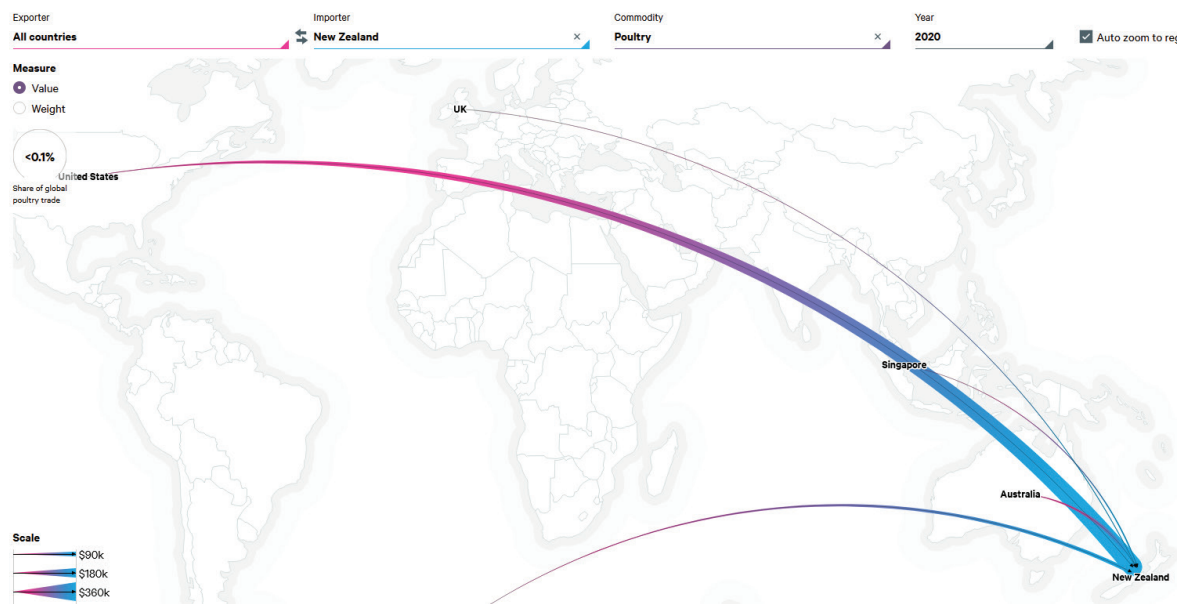 Exporter
All countries
Importer
New Zealand ×
Commodity
Poultry ×
Year
2020
Auto zoom to reg
Measure
Value
Weight
<0.1%
Share of global
poultry trade
United States
UK
Singapore
Australia
New Zealand
Scale
$90k
$180k
$360k